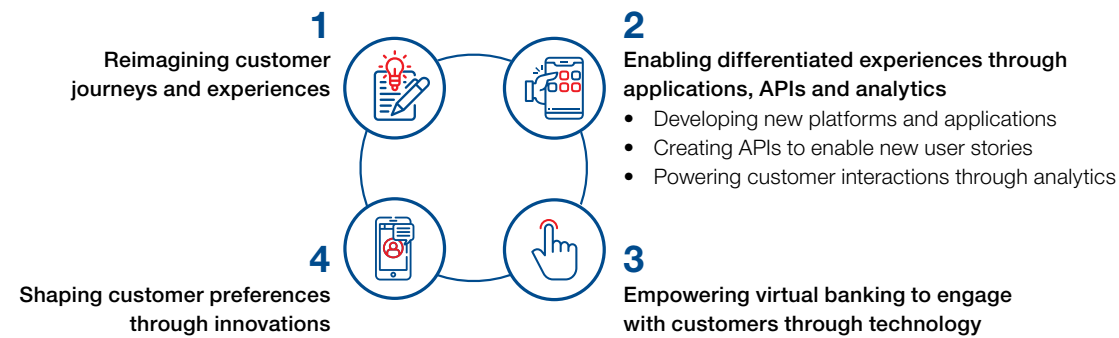 1
Reimagining customer
journeys and experiences
2
Enabling differentiated experiences through
applications, APIs and analytics
• Developing new platforms and applications
• Creating APIs to enable new user stories
• Powering customer interactions through analytics
3
Empowering virtual banking to engage
with customers through technology
4
Shaping customer preferences
through innovations